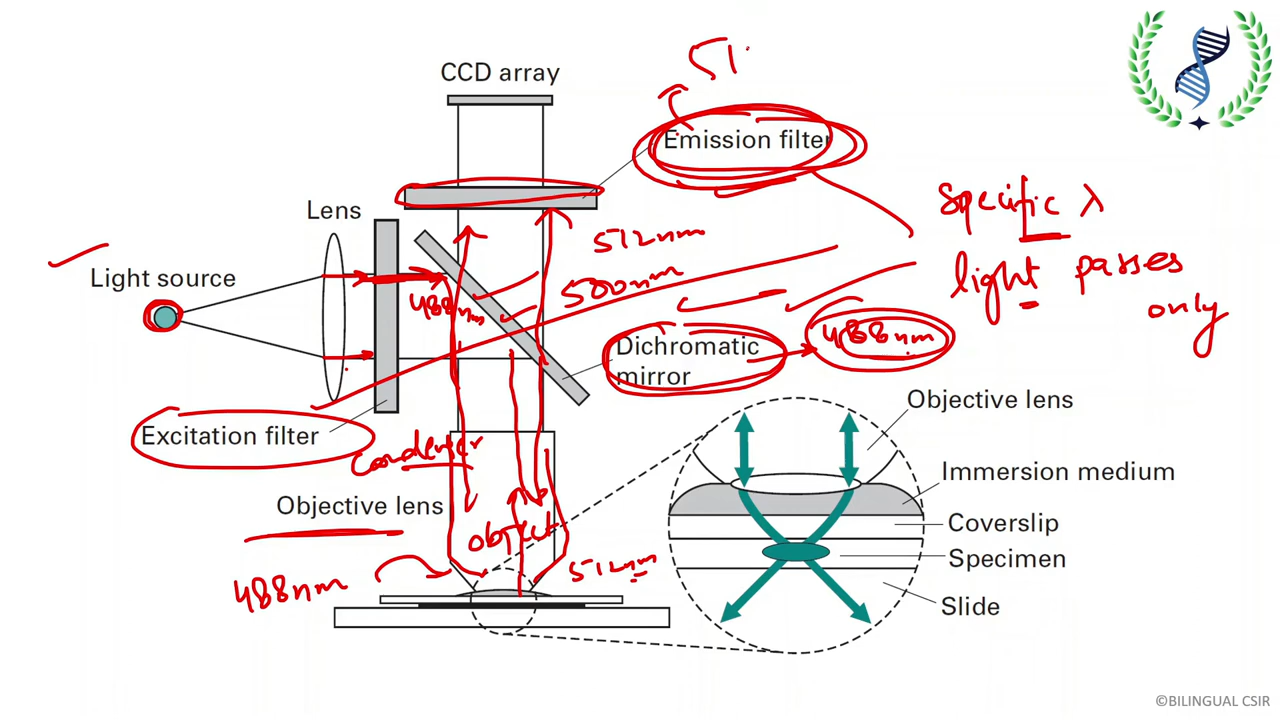 CCD array
51
Emission filter
Lens
Specific λ
light passes
only
512nm
500nm
Light source
488nm
488nm
Dichromatic
mirror
Excitation filter
Condenser
Objective lens
object
488nm
512nm
Objective lens
Immersion medium
Coverslip
Specimen
Slide
©BILINGUAL CSIR